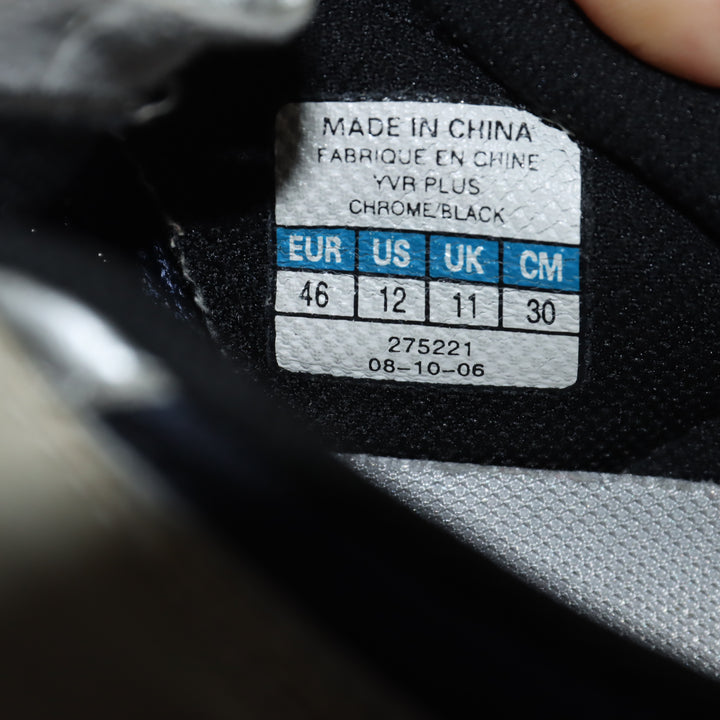 MADE IN CHINA
FABRIQUE EN CHINE
YVR PLUS
CHROME/BLACK
EUR US UK CM
46 12 11 30
275221
08-10-06